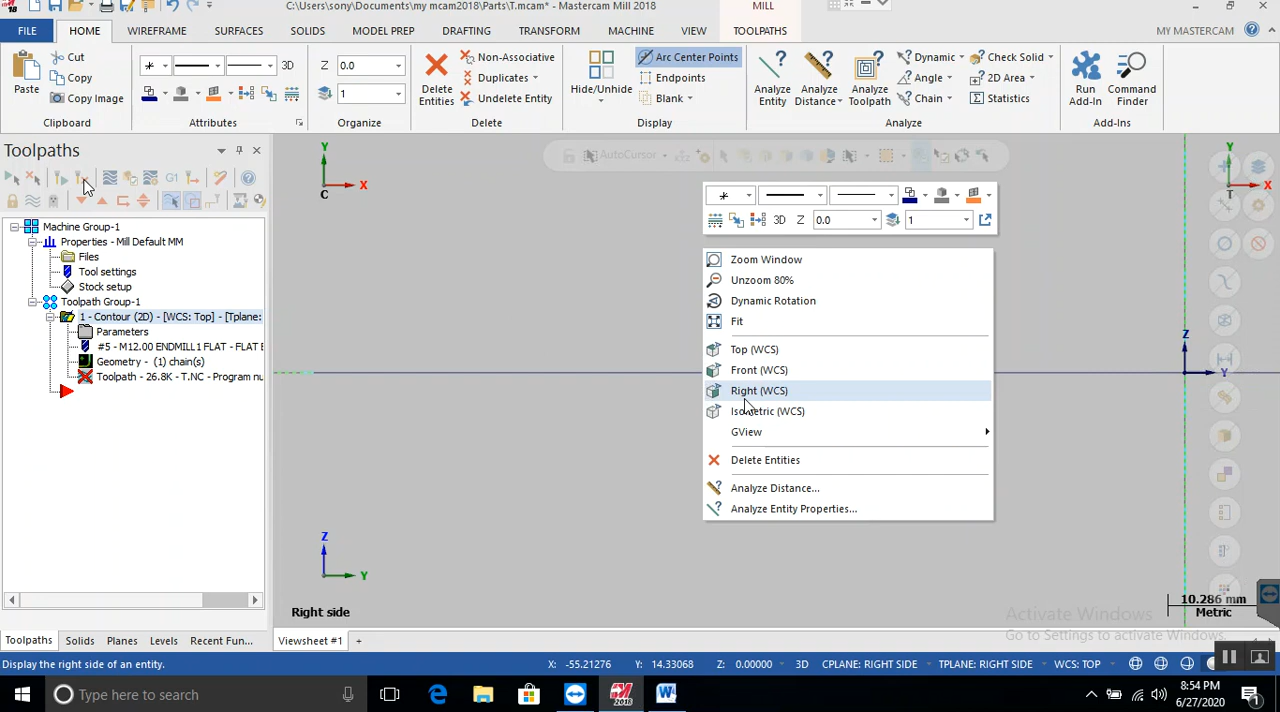 C:\Users\sony\Documents\my mcam2018\Parts\T.mcam* - Mastercam Mill 2018
MILL
FILE HOME WIREFRAME SURFACES SOLIDS MODEL PREP DRAFTING TRANSFORM MACHINE VIEW TOOLPATHS MY MASTERCAM
Paste
Cut
Copy
Copy Image
Clipboard
3D
Attributes
Z 0.0
1
Organize
Delete Entities
Non-Associative
Duplicates
Undelete Entity
Delete
Hide/Unhide
Arc Center Points
Endpoints
Blank
Display
Analyze Entity
Analyze Distance
Analyze Toolpath
Dynamic
Angle
Chain
Check Solid
2D Area
Statistics
Analyze
Run Add-In
Command Finder
Add-Ins
Toolpaths
G1
Machine Group-1
Properties - Mill Default MM
Files
Tool settings
Stock setup
Toolpath Group-1
1 - Contour (2D) - [WCS: Top] - [Tplane:
Parameters
#5 - M12.00 ENDMILL1 FLAT - FLAT E
Geometry - (1) chain(s)
Toolpath - 26.8K - T.NC - Program nu
Y
X
C
AutoCursor
X
T
3D Z 0.0 1
Zoom Window
Unzoom 80%
Dynamic Rotation
Fit
Top (WCS)
Front (WCS)
Right (WCS)
Isometric (WCS)
GView
Delete Entities
Analyze Distance...
Analyze Entity Properties...
Z
Y
Z
Y
Right side
10.286 mm
Metric
Activate Windows
Go to Settings to activate Windows.
Toolpaths Solids Planes Levels Recent Fun...
Viewsheet #1 +
Display the right side of an entity.
X: -55.21276 Y: 14.33068 Z: 0.00000 3D CPLANE: RIGHT SIDE TPLANE: RIGHT SIDE WCS: TOP
Type here to search
2018
8:54 PM
6/27/2020
1